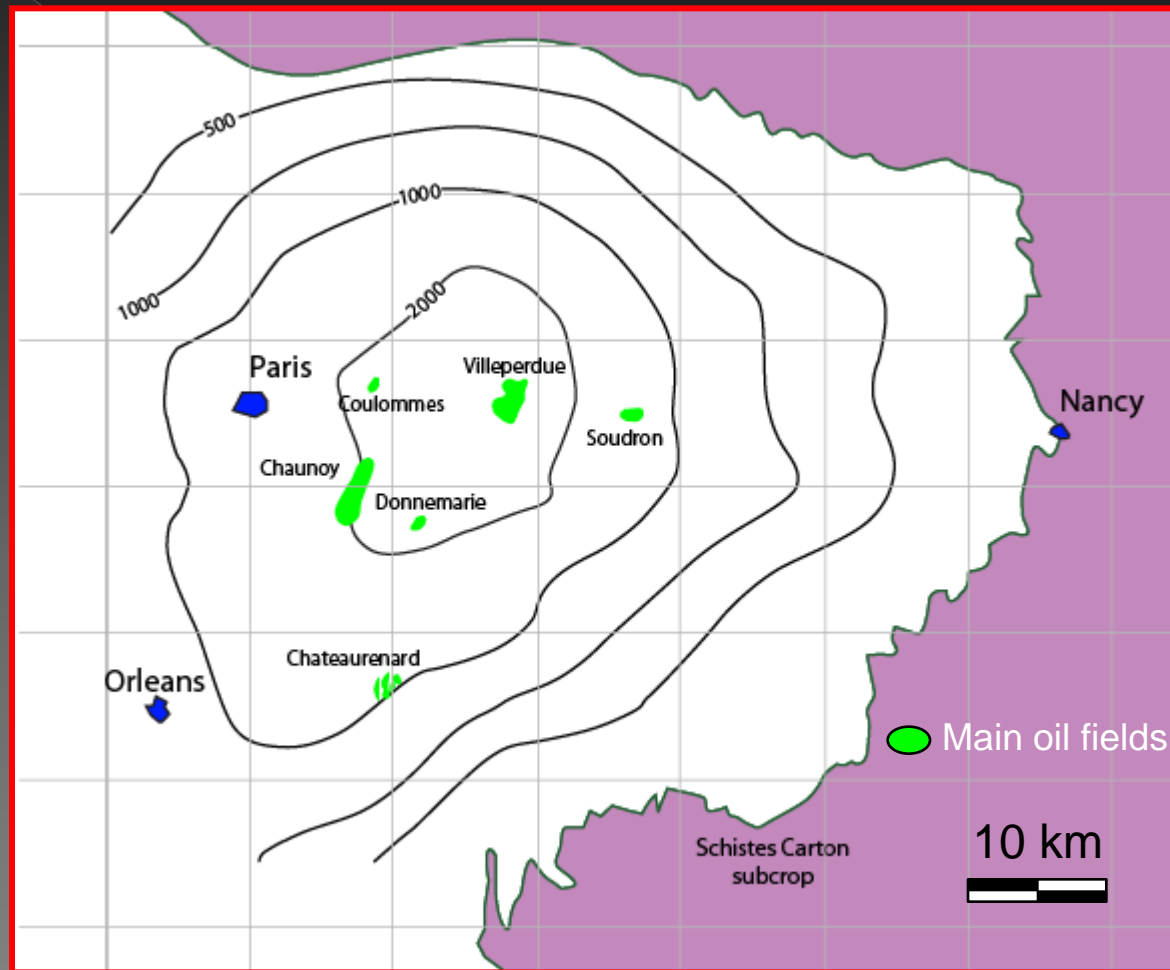 500
1000
1000
2000
Paris
Villeperdue
Coulommes
Nancy
Soudron
Chaunoy
Donnemarie
Chateaurenard
Orleans
Main oil fields
Schistes Carton
subcrop
10 km